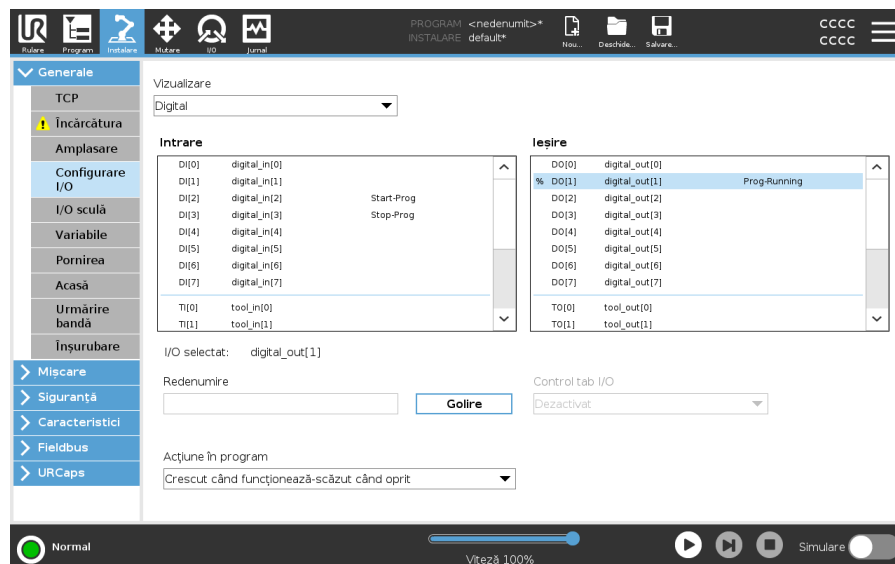 PROGRAM <nedenumit>*
INSTALARE default*
CCCC
CCCC
Rulare
Program
Instalare
Mutare
I/O
Jurnal
Nou...
Deschide...
Salvare...
Generale
TCP
Încărcătura
Amplasare
Configurare
I/O
I/O sculă
Variabile
Pornirea
Acasă
Urmărire
bandă
Înșurubare
Mișcare
Siguranță
Caracteristici
Fieldbus
URCaps
Vizualizare
Digital
Intrare
DI[0] digital_in[0]
DI[1] digital_in[1]
DI[2] digital_in[2] Start-Prog
DI[3] digital_in[3] Stop-Prog
DI[4] digital_in[4]
DI[5] digital_in[5]
DI[6] digital_in[6]
DI[7] digital_in[7]
TI[0] tool_in[0]
TI[1] tool_in[1]
Ieșire
DO[0] digital_out[0]
% DO[1] digital_out[1] Prog-Running
DO[2] digital_out[2]
DO[3] digital_out[3]
DO[4] digital_out[4]
DO[5] digital_out[5]
DO[6] digital_out[6]
DO[7] digital_out[7]
TO[0] tool_out[0]
TO[1] tool_out[1]
I/O selectat: digital_out[1]
Redenumire
Golire
Control tab I/O
Dezactivat
Acțiune în program
Crescut când funcționează-scăzut când oprit
Normal
Viteză 100%
Simulare